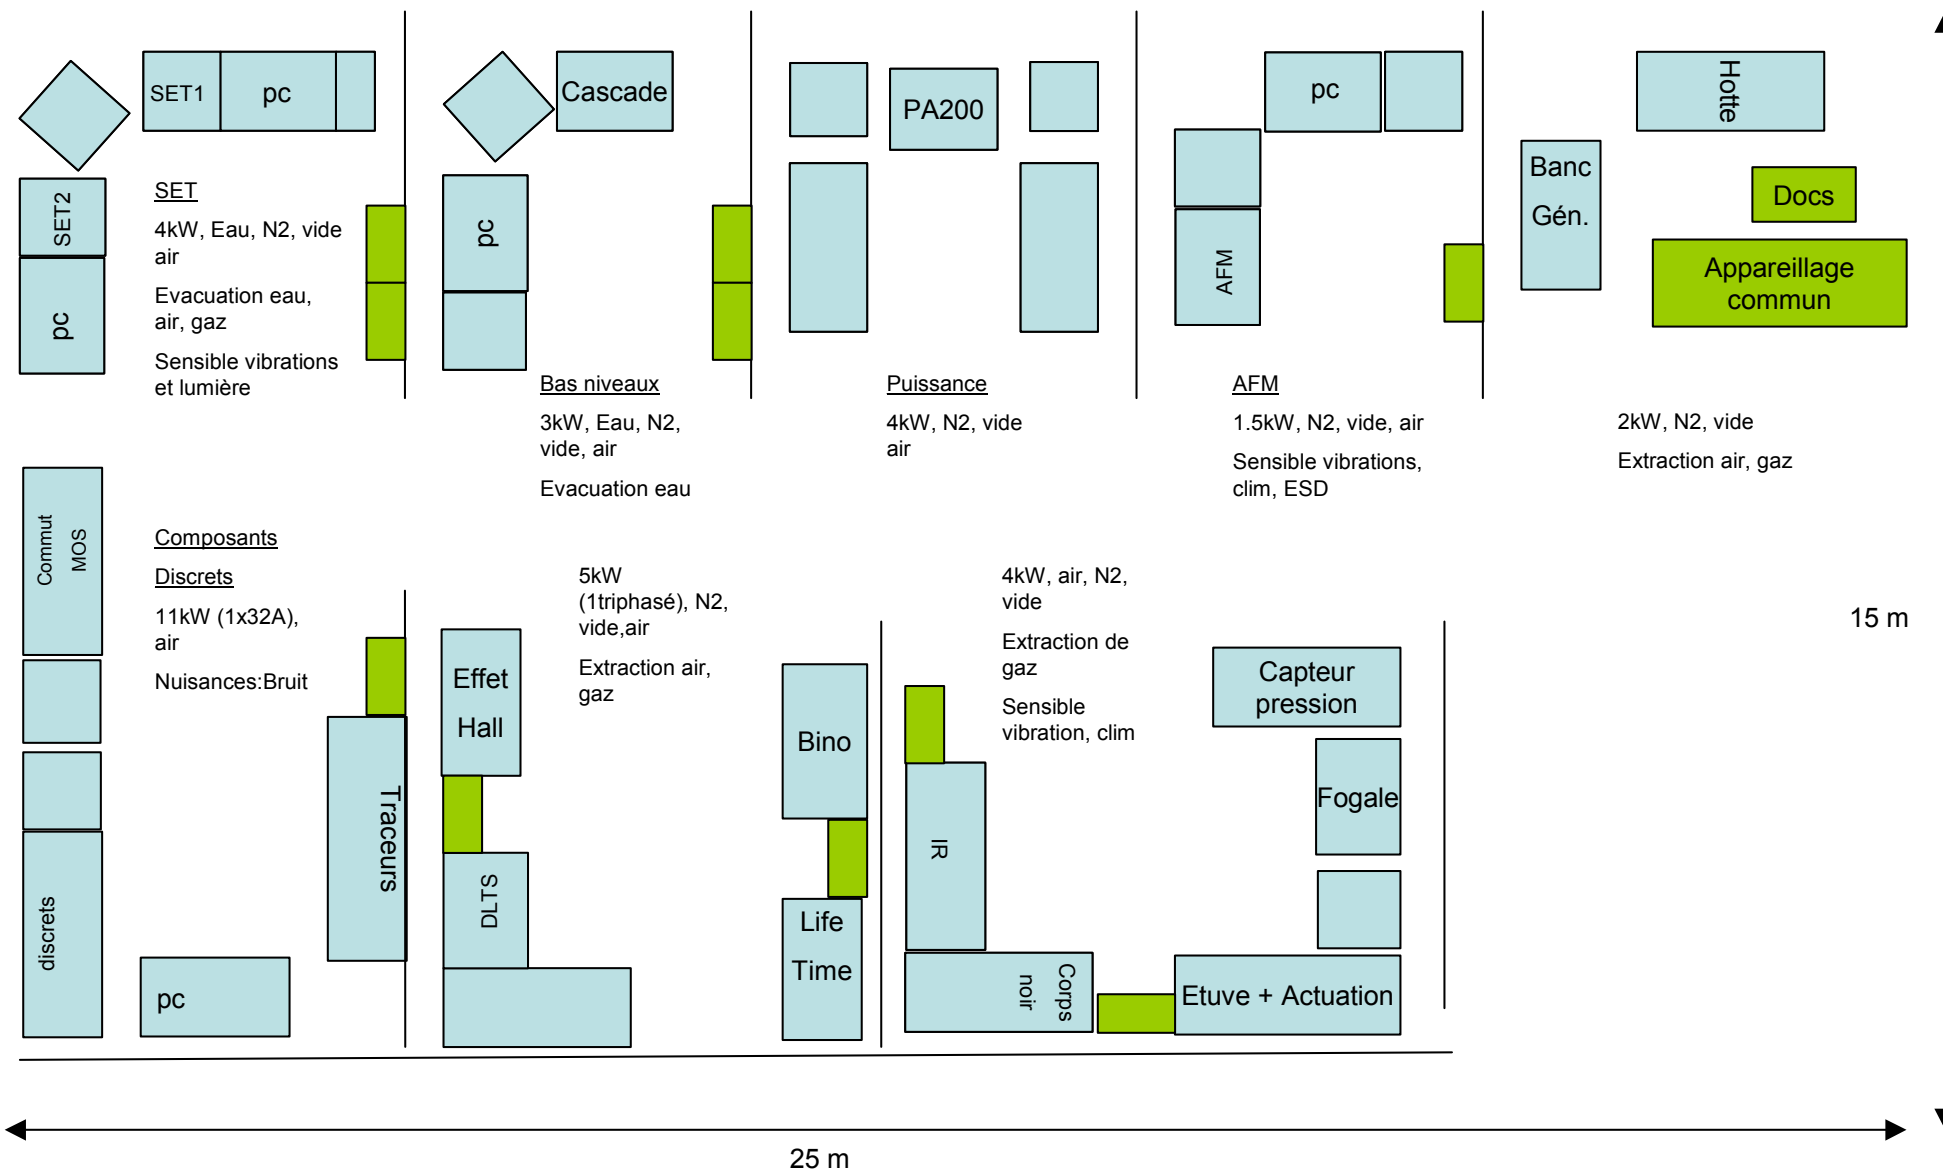 SET1
pc
SET2
pc
SET
4kW, Eau, N2, vide
air
Evacuation eau,
air, gaz
Sensible vibrations
et lumière
Cascade
pc
Bas niveaux
3kW, Eau, N2,
vide, air
Evacuation eau
PA200
Puissance
4kW, N2, vide
air
pc
AFM
AFM
1.5kW, N2, vide, air
Sensible vibrations,
clim, ESD
Hotte
Banc
Gén.
Docs
Appareillage
commun
2kW, N2, vide
Extraction air, gaz
Commut
MOS
discrets
Composants
Discrets
11kW (1x32A),
air
Nuisances:Bruit
Traceurs
pc
Effet
Hall
DLTS
5kW
(1triphasé), N2,
vide,air
Extraction air,
gaz
Bino
Life
Time
4kW, air, N2,
vide
Extraction de
gaz
Sensible
vibration, clim
IR
Corps
noir
Capteur
pression
Fogale
Etuve + Actuation
15 m
25 m